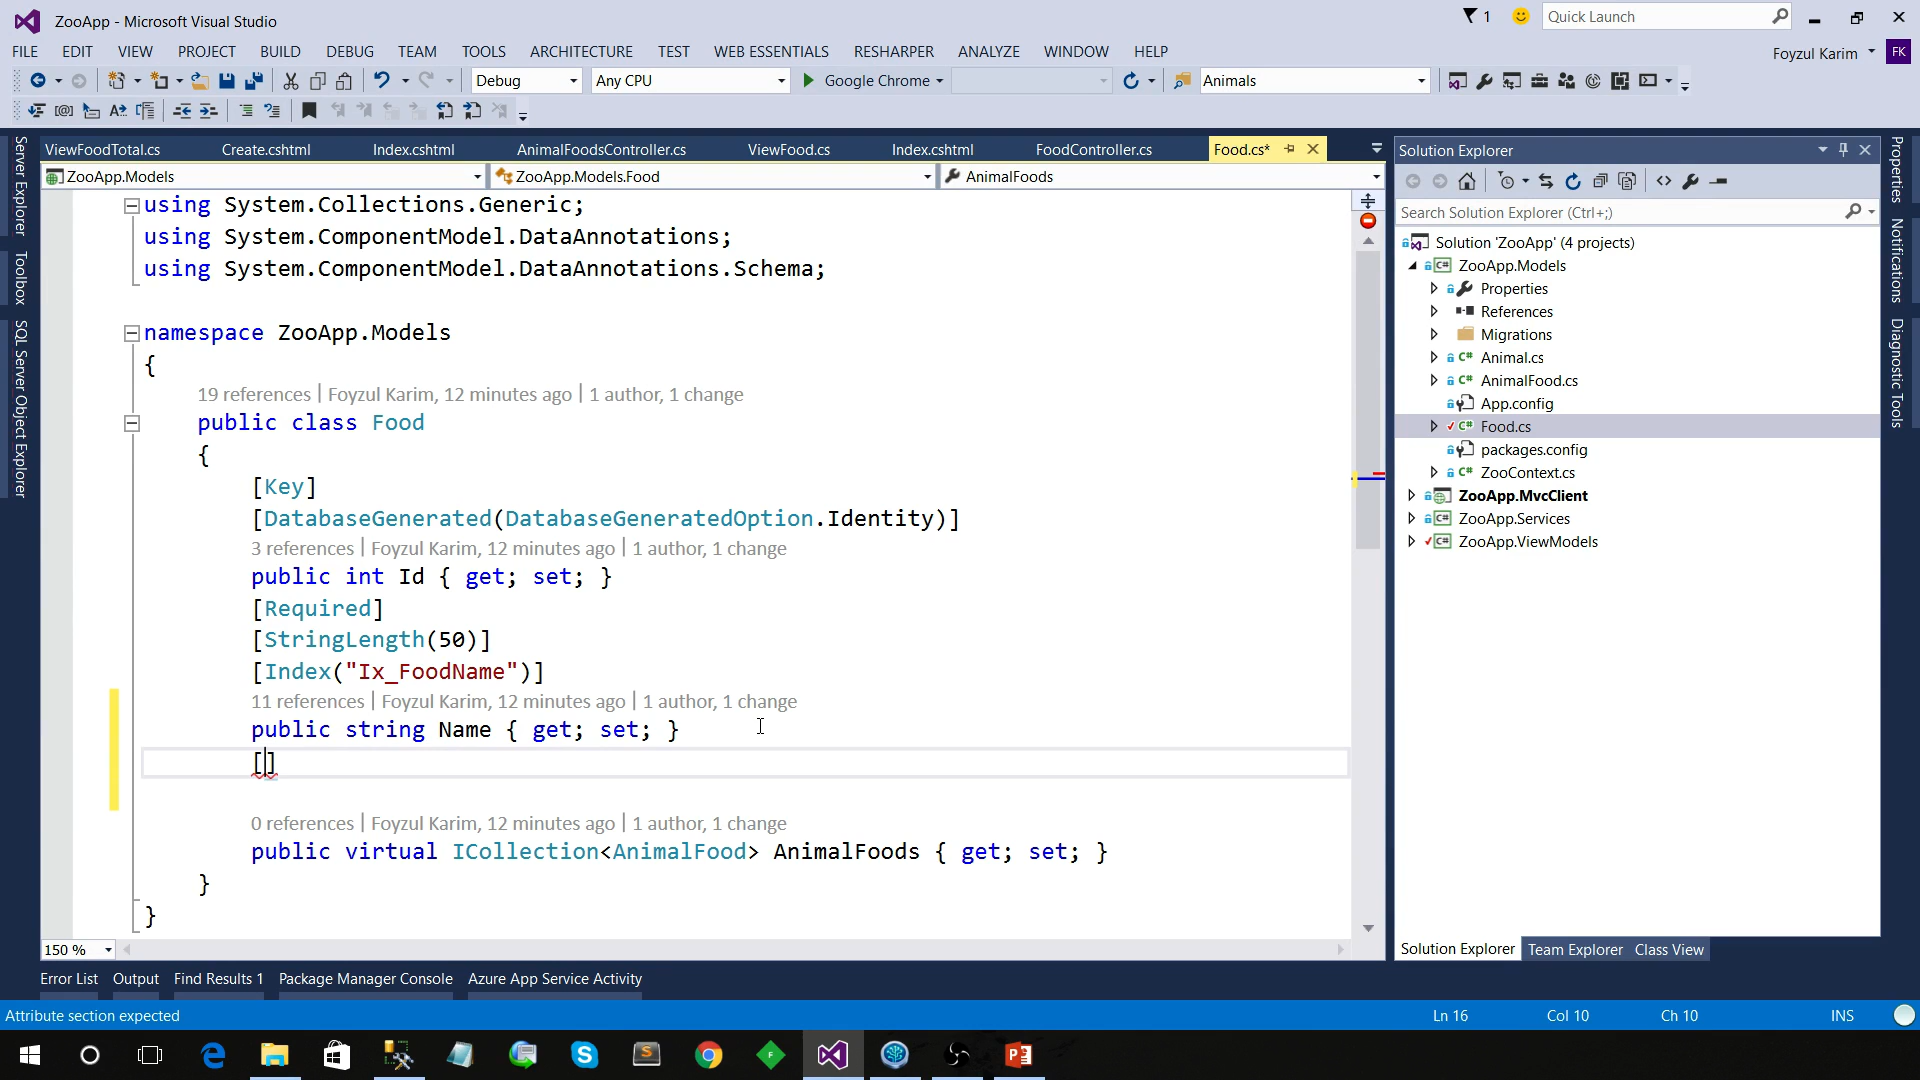 ZooApp - Microsoft Visual Studio
1
Quick Launch
FILE EDIT VIEW PROJECT BUILD DEBUG TEAM TOOLS ARCHITECTURE TEST WEB ESSENTIALS RESHARPER ANALYZE WINDOW HELP
Foyzul Karim FK
Debug Any CPU Google Chrome Animals
ViewFoodTotal.cs Create.cshtml Index.cshtml AnimalFoodsController.cs ViewFood.cs Index.cshtml FoodController.cs Food.cs*
ZooApp.Models ZooApp.Models.Food AnimalFoods
using System.Collections.Generic;
using System.ComponentModel.DataAnnotations;
using System.ComponentModel.DataAnnotations.Schema;
namespace ZooApp.Models
{
19 references | Foyzul Karim, 12 minutes ago | 1 author, 1 change
public class Food
{
[Key]
[DatabaseGenerated(DatabaseGeneratedOption.Identity)]
3 references | Foyzul Karim, 12 minutes ago | 1 author, 1 change
public int Id { get; set; }
[Required]
[StringLength(50)]
[Index("Ix_FoodName")]
11 references | Foyzul Karim, 12 minutes ago | 1 author, 1 change
public string Name { get; set; }
[]
0 references | Foyzul Karim, 12 minutes ago | 1 author, 1 change
public virtual ICollection<AnimalFood> AnimalFoods { get; set; }
}
}
150 %
Server Explorer
Toolbox
SQL Server Object Explorer
Solution Explorer
Search Solution Explorer (Ctrl+;)
Solution 'ZooApp' (4 projects)
ZooApp.Models
Properties
References
Migrations
Animal.cs
AnimalFood.cs
App.config
Food.cs
packages.config
ZooContext.cs
ZooApp.MvcClient
ZooApp.Services
ZooApp.ViewModels
Solution Explorer Team Explorer Class View
Properties
Notifications
Diagnostic Tools
Error List Output Find Results 1 Package Manager Console Azure App Service Activity
Attribute section expected Ln 16 Col 10 Ch 10 INS